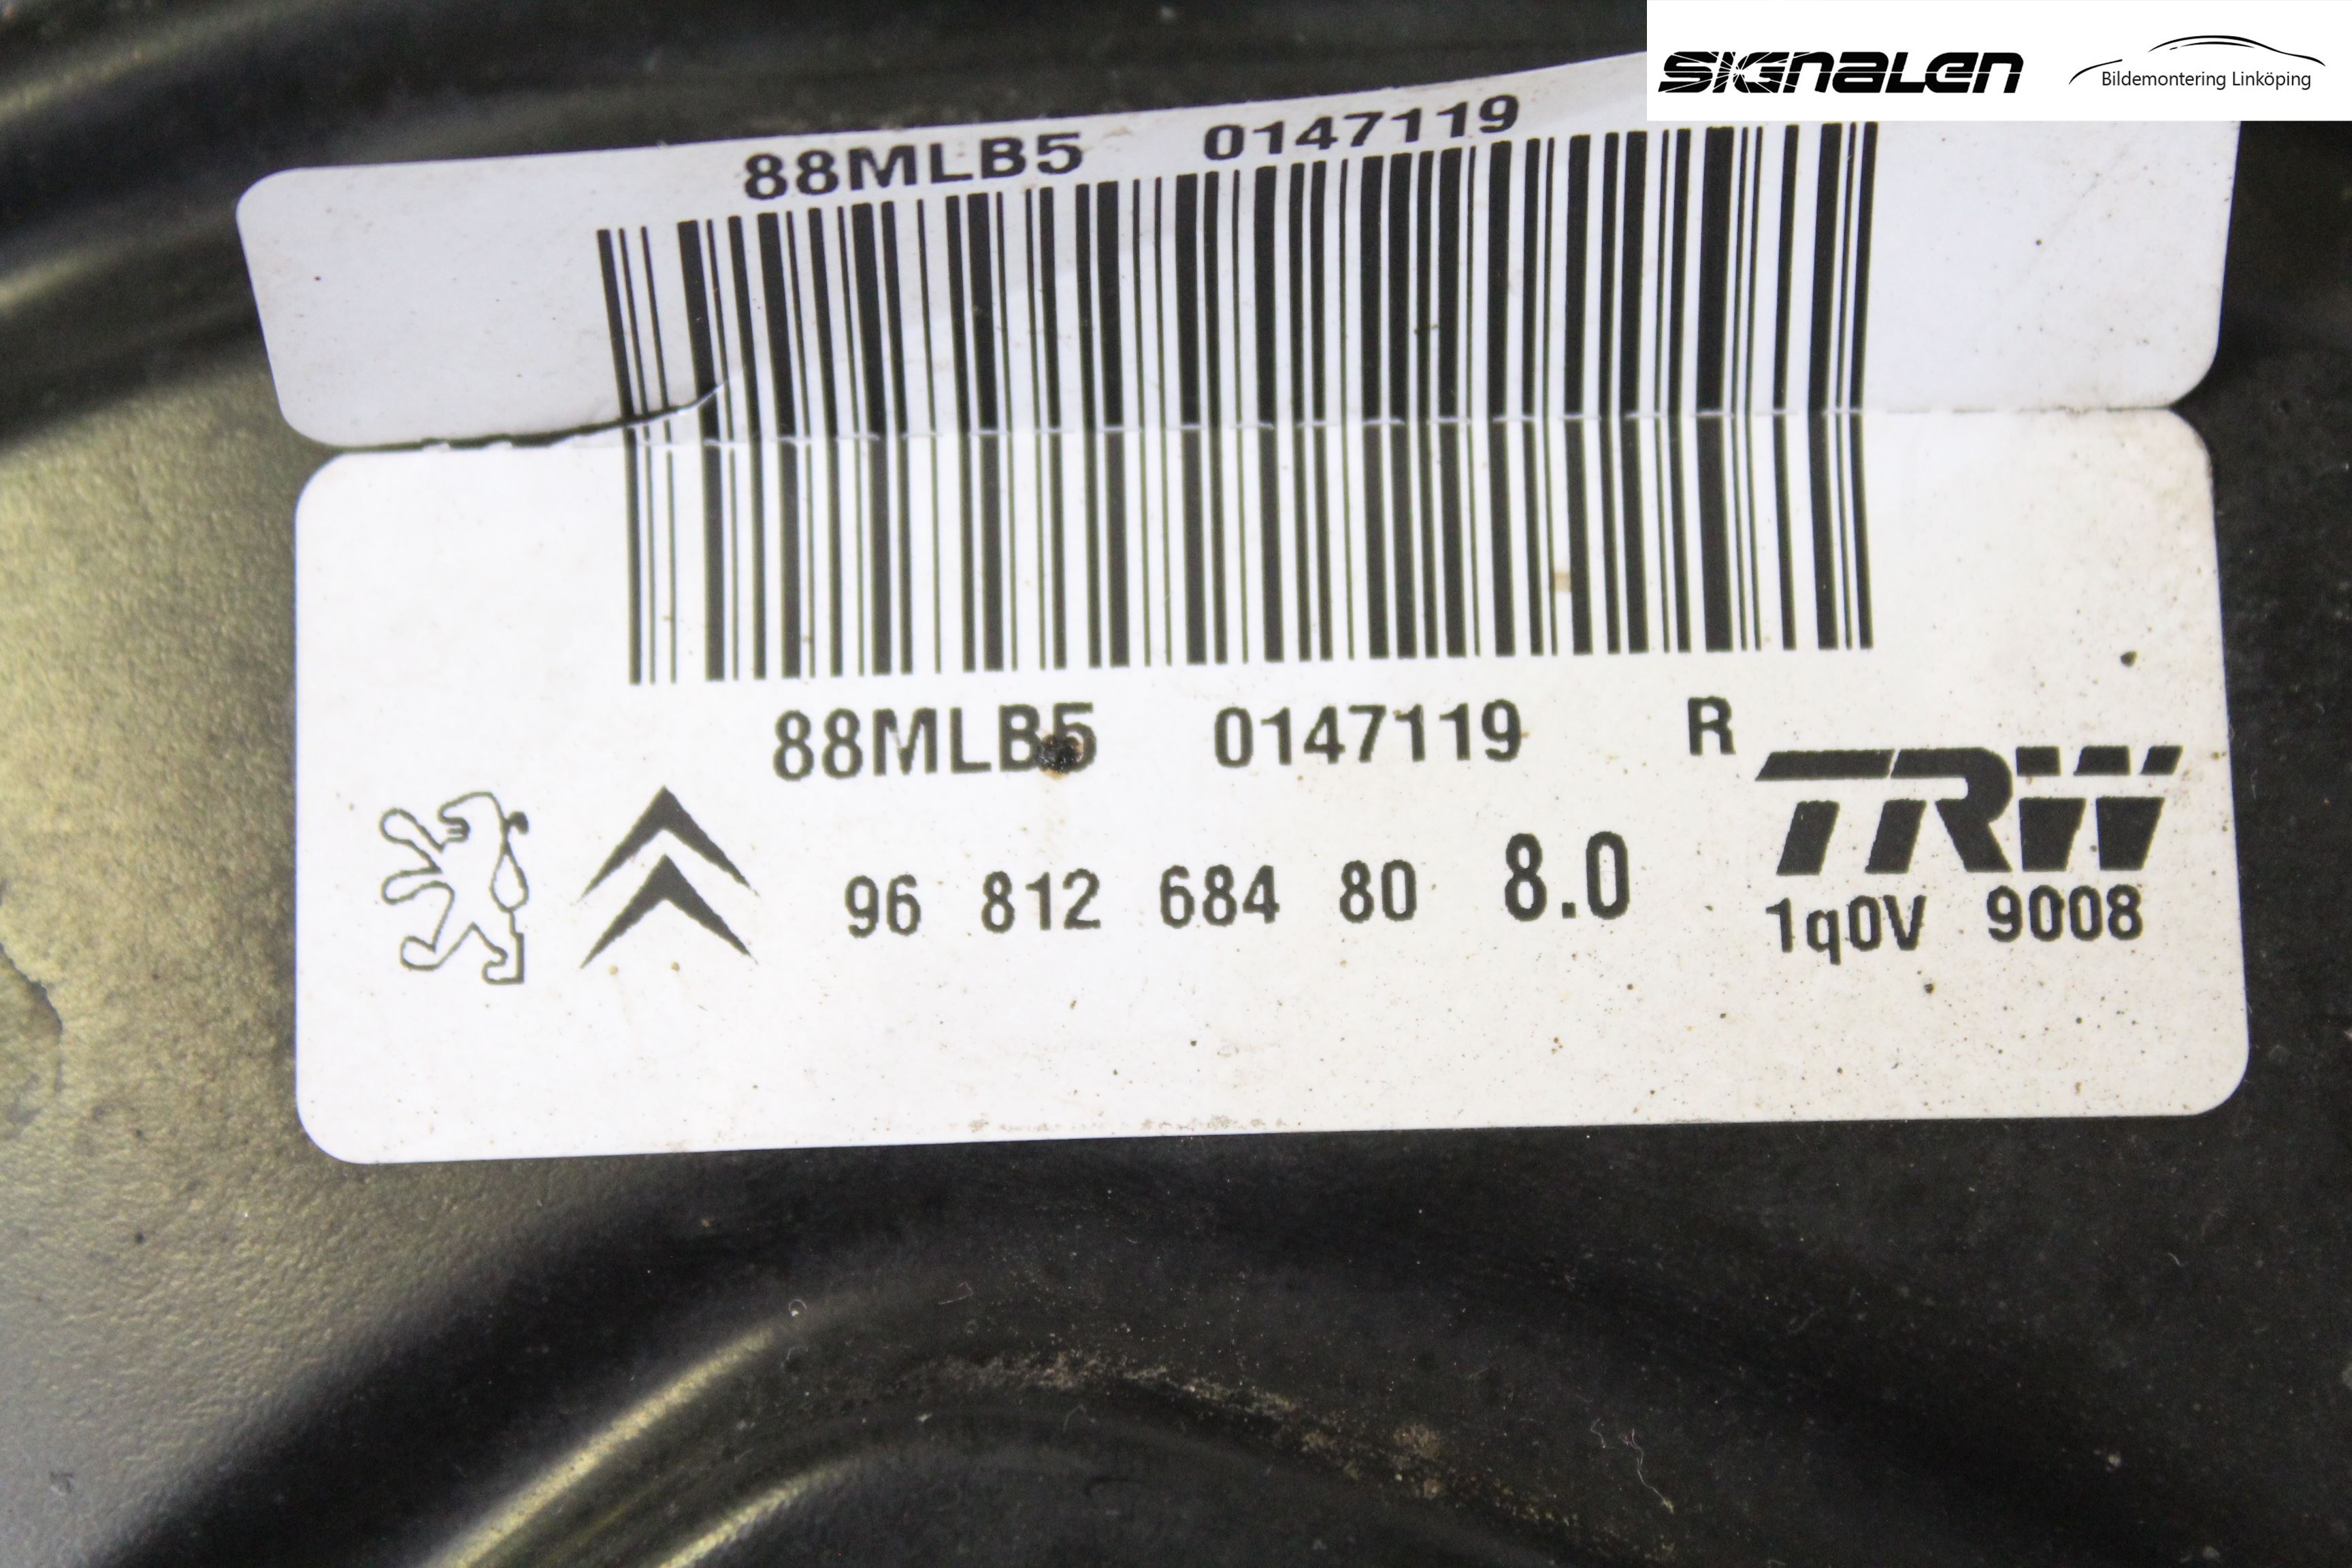 SIGNALEN Bildemontering Linköping
88MLB5 0147119
88MLB5 0147119 R
TRW
96 812 684 80 8.0
1q0V 9008